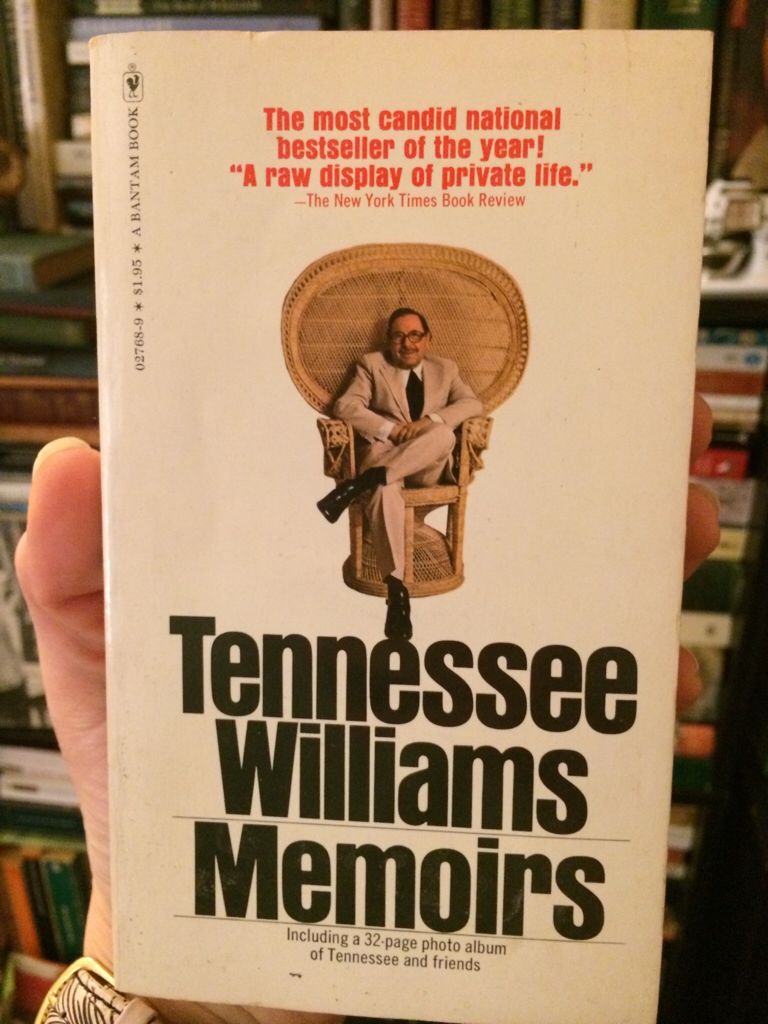 02768-9 * $1.95 * A BANTAM BOOK
The most candid national
bestseller of the year!
“A raw display of private life.”
—The New York Times Book Review
Tennessee
Williams
Memoirs
Including a 32-page photo album
of Tennessee and friends